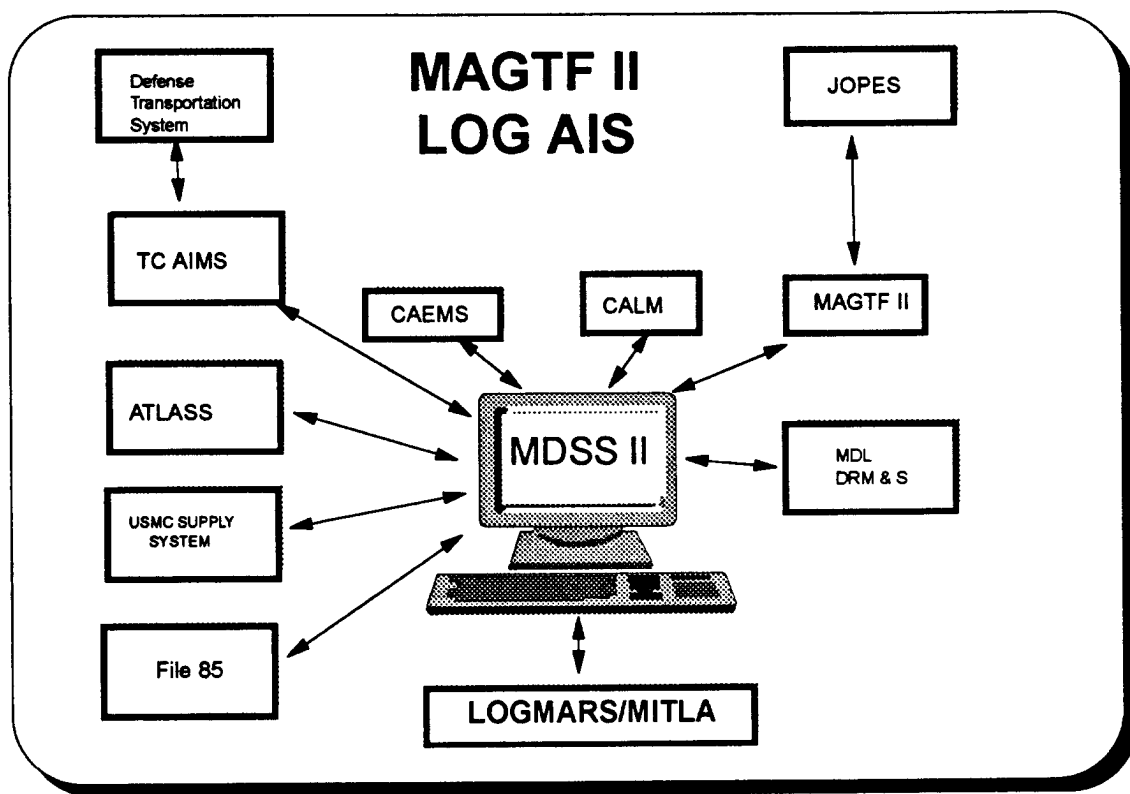 MAGTF II
LOG AIS
Defense
Transportation
System
JOPES
TC AIMS
CAEMS
CALM
MAGTF II
ATLASS
MDSS II
MDL
DRM & S
USMC SUPPLY
SYSTEM
File 85
LOGMARS/MITLA